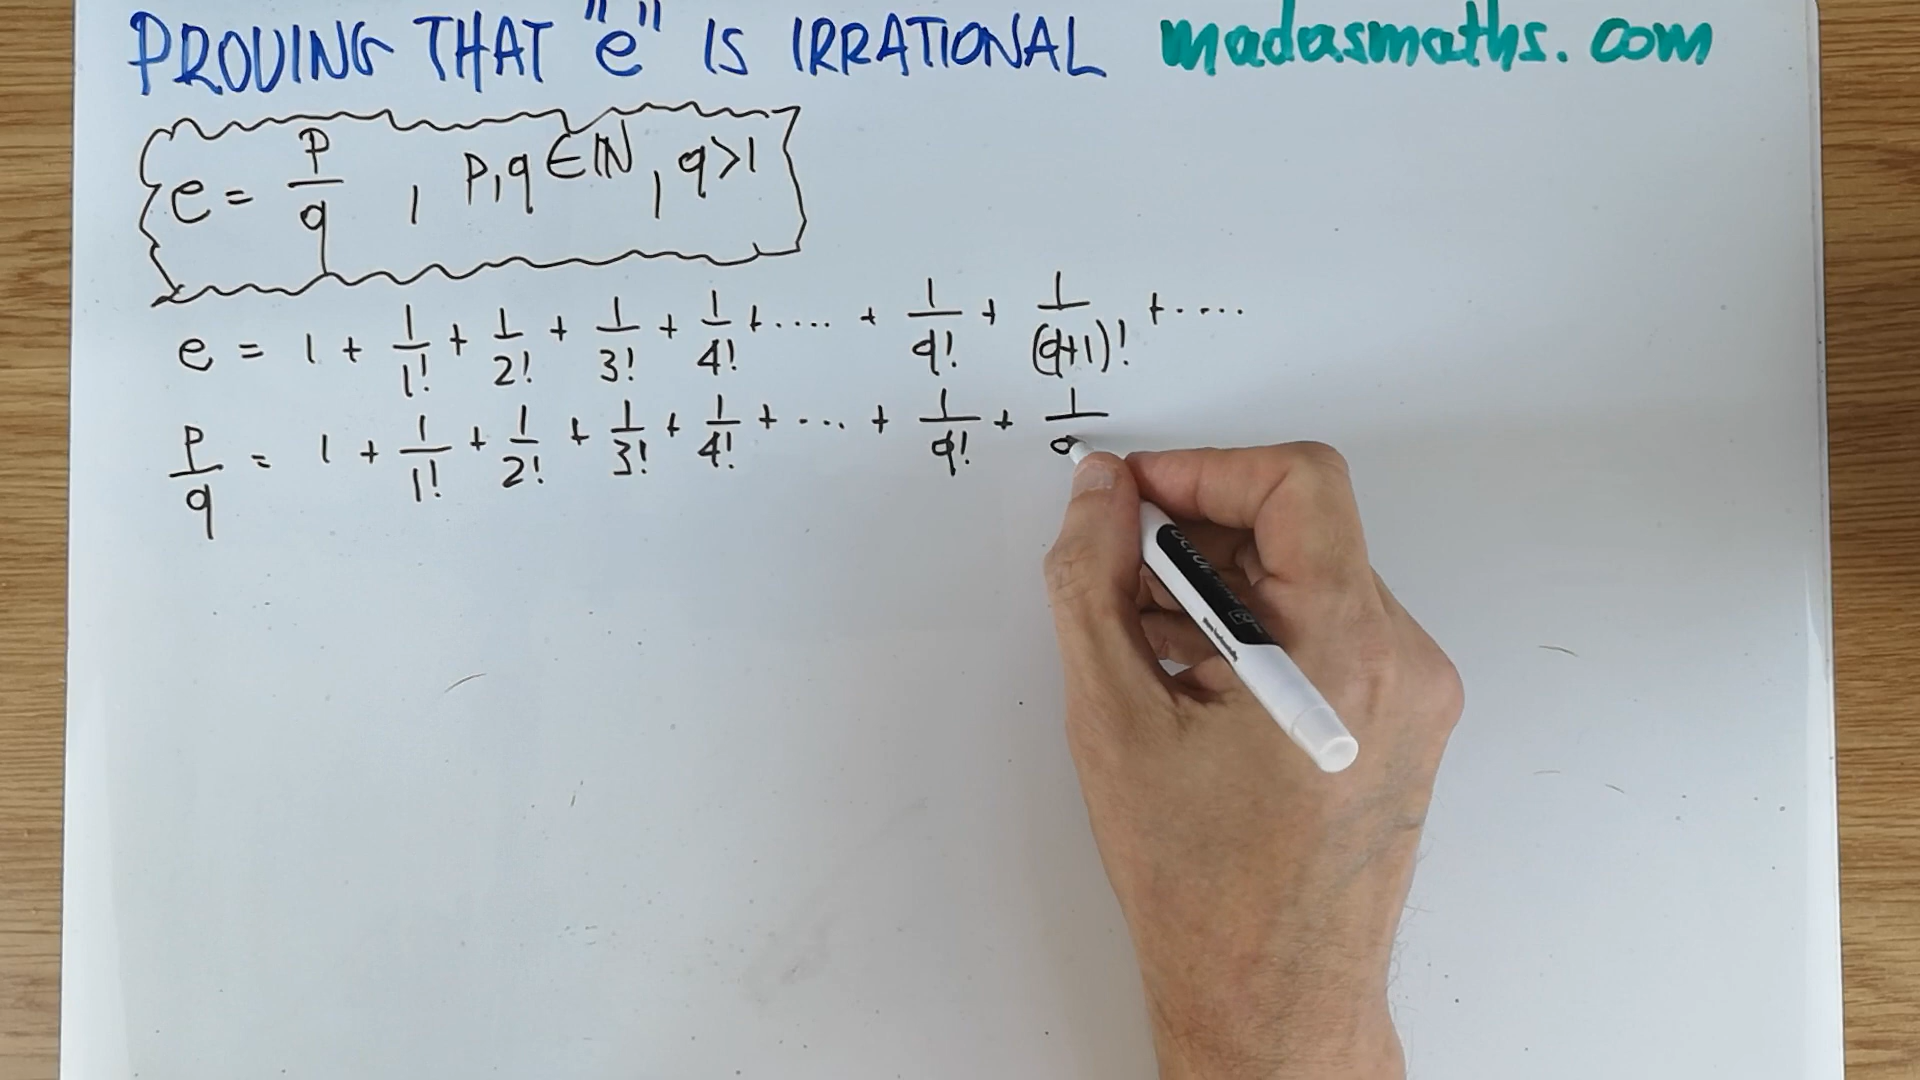 PROVING THAT "e" IS IRRATIONAL madasmaths.com
e = p/q , p,q ∈ ℕ, q>1
e = 1 + 1/1! + 1/2! + 1/3! + 1/4! + .... + 1/q! + 1/(q+1)! + ....
p/q = 1 + 1/1! + 1/2! + 1/3! + 1/4! + ... + 1/q! + 1/